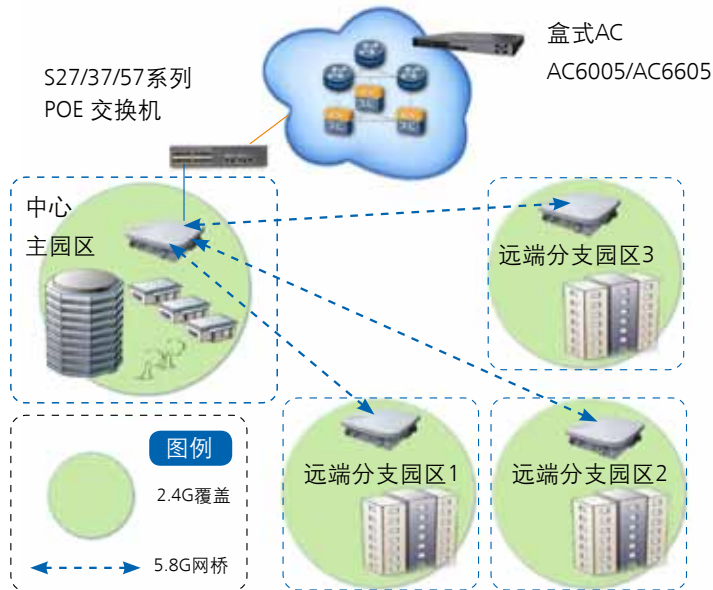 盒式AC
AC6005/AC6605
S27/37/57系列
POE 交换机
中心
主园区
远端分支园区3
远端分支园区1
远端分支园区2
图例
2.4G覆盖
5.8G网桥